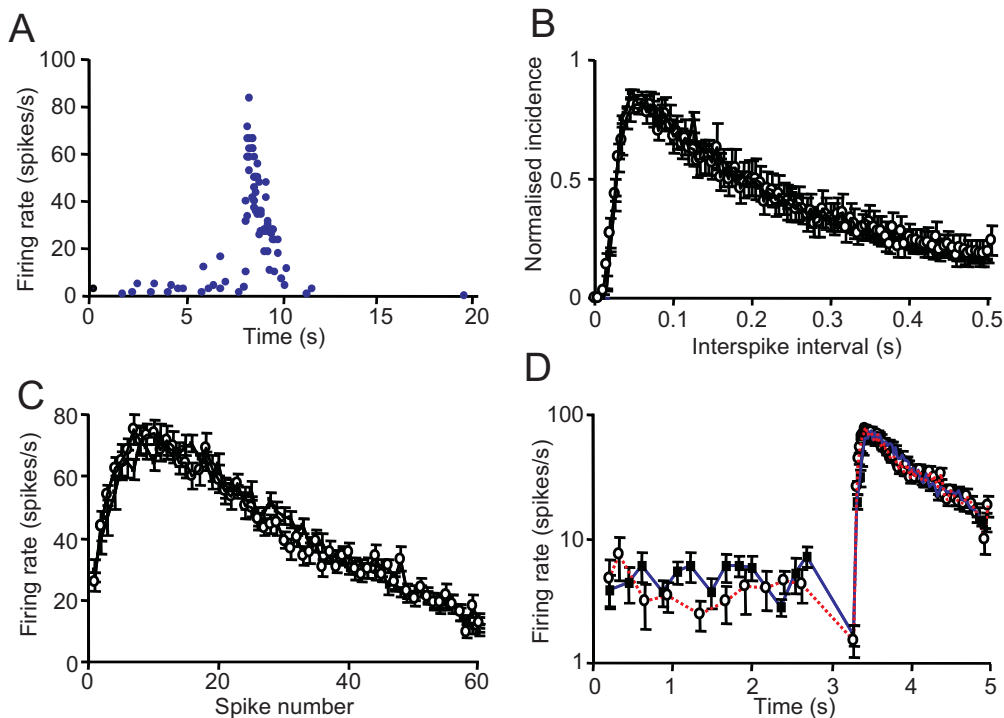 A
Firing rate (spikes/s)
100
80
60
40
20
0
0 5 10 15 20
Time (s)
B
Normalised incidence
1
0.5
0
0 0.1 0.2 0.3 0.4 0.5
Interspike interval (s)
C
Firing rate (spikes/s)
80
60
40
20
0
0 20 40 60
Spike number
D
Firing rate (spikes/s)
100
10
1
0 1 2 3 4 5
Time (s)